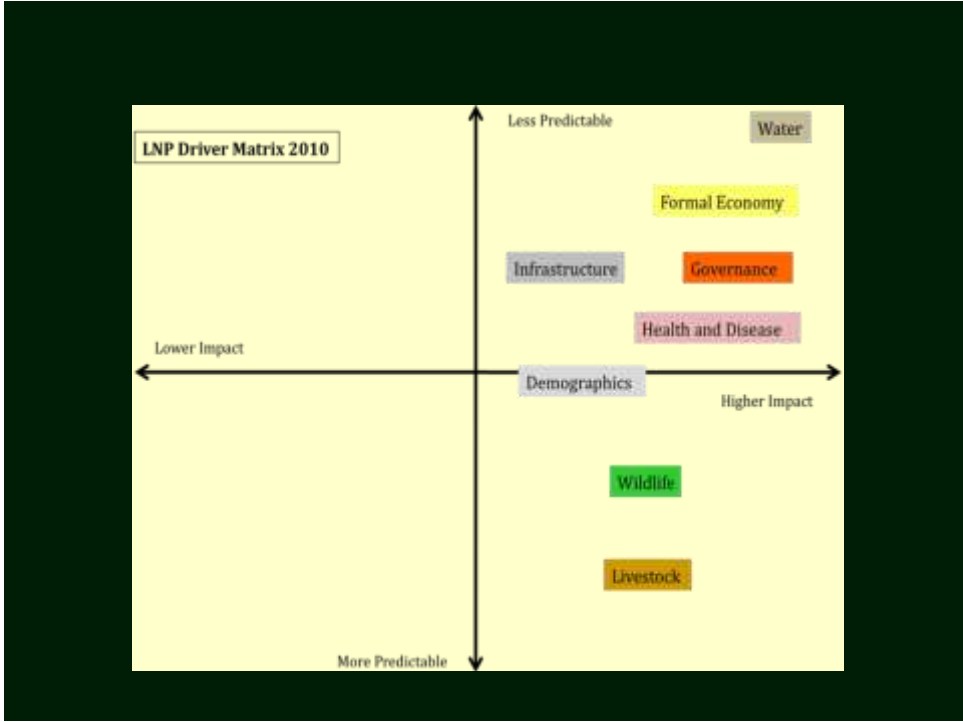 Less Predictable
Water
LNP Driver Matrix 2010
Formal Economy
Infrastructure
Governance
Health and Disease
Lower Impact
Demographics
Higher Impact
Wildlife
Livestock
More Predictable